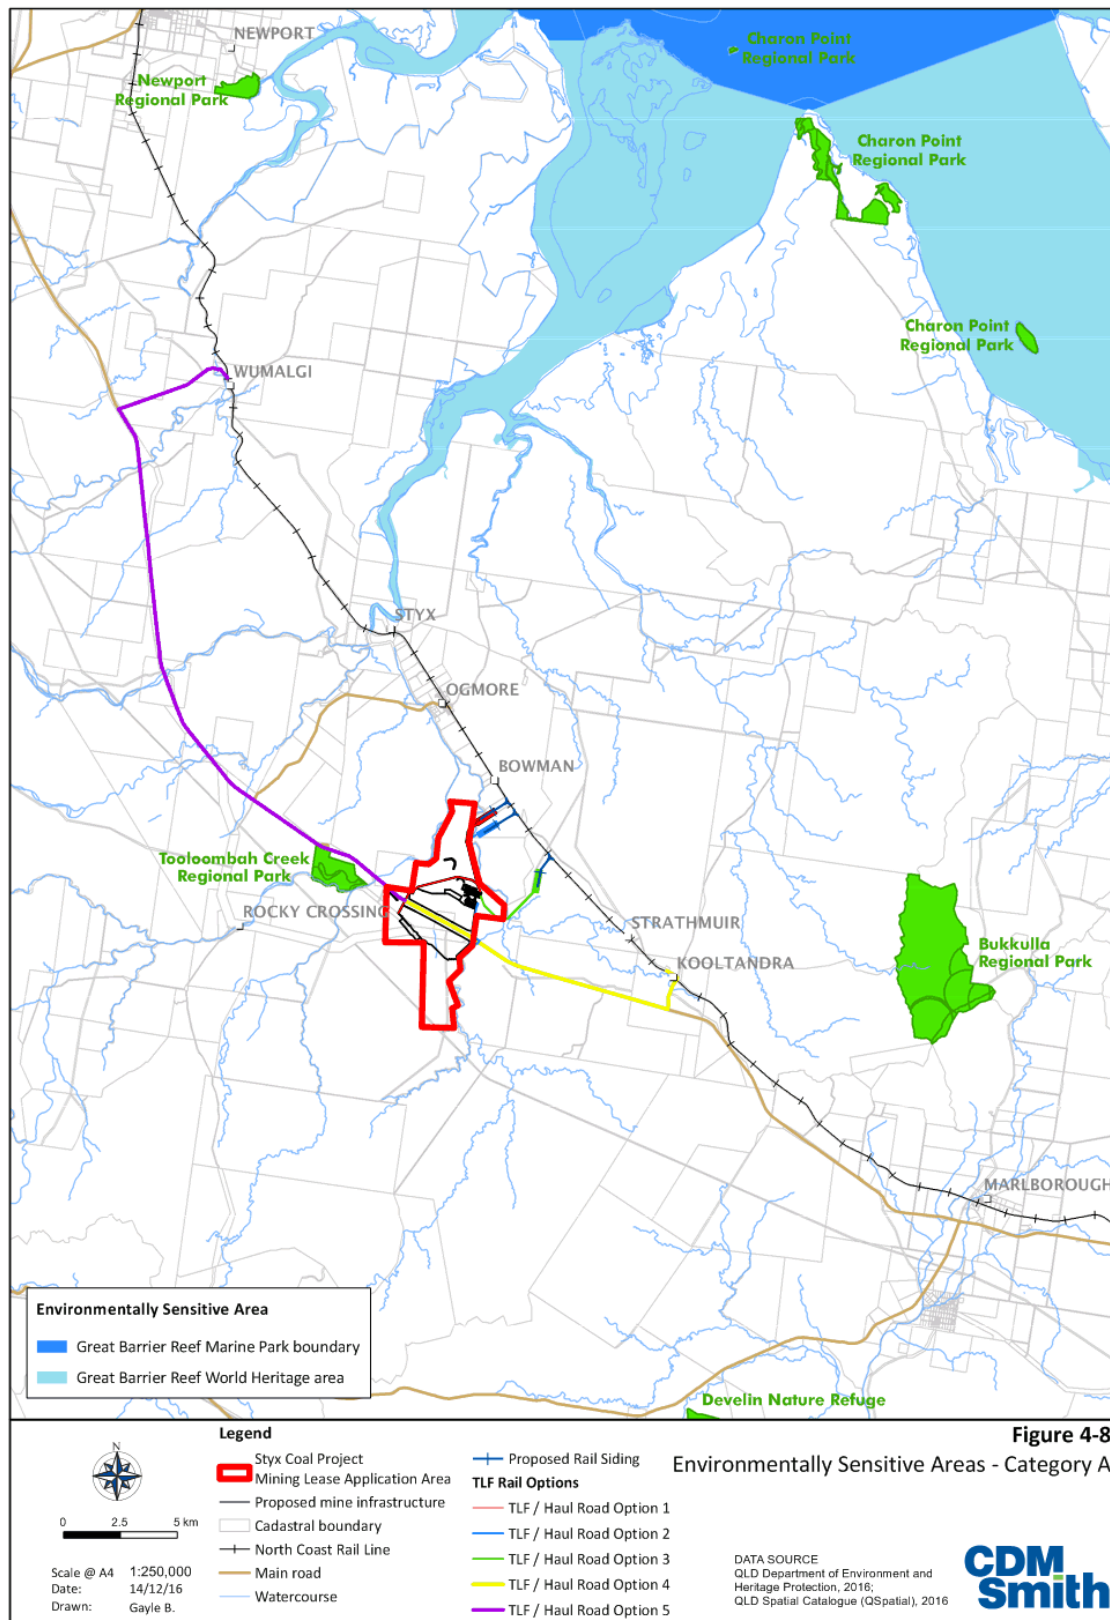 NEWPORT
Charon Point
Regional Park
Newport
Regional Park
Charon Point
Regional Park
Charon Point
Regional Park
WUMALGI
STYX
OGMORE
BOWMAN
Tooloombah Creek
Regional Park
ROCKY CROSSING
STRATHMUIR
KOOLTANDRA
Bukkulla
Regional Park
MARLBOROUGH
Environmentally Sensitive Area
Great Barrier Reef Marine Park boundary
Great Barrier Reef World Heritage area
Develin Nature Refuge
N
0 2.5 5 km
Scale @ A4 1:250,000
Date: 14/12/16
Drawn: Gayle B.
Legend
Styx Coal Project
Mining Lease Application Area
Proposed mine infrastructure
Cadastral boundary
North Coast Rail Line
Main road
Watercourse
Proposed Rail Siding
TLF Rail Options
TLF / Haul Road Option 1
TLF / Haul Road Option 2
TLF / Haul Road Option 3
TLF / Haul Road Option 4
TLF / Haul Road Option 5
Figure 4-8
Environmentally Sensitive Areas - Category A
DATA SOURCE
QLD Department of Environment and
Heritage Protection, 2016;
QLD Spatial Catalogue (QSpatial), 2016
CDM
Smith